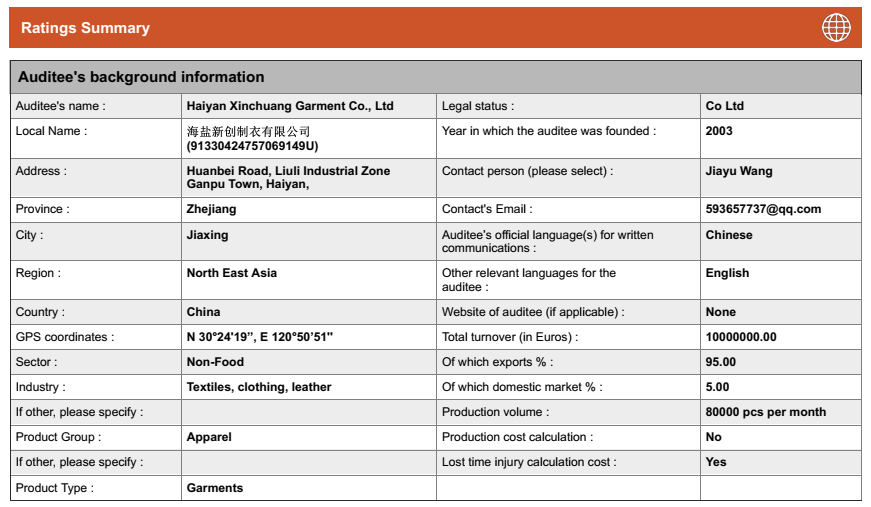 Ratings Summary
Auditee's background information
Auditee's name : Haiyan Xinchuang Garment Co., Ltd Legal status : Co Ltd
Local Name : 海盐新创制衣有限公司 Year in which the auditee was founded : 2003
(91330424757069149U)
Address : Huanbei Road, Liuli Industrial Zone Contact person (please select) : Jiayu Wang
Ganpu Town, Haiyan,
Province : Zhejiang Contact's Email : 593657737@qq.com
City : Jiaxing Auditee's official language(s) for written Chinese
communications :
Region : North East Asia Other relevant languages for the English
auditee :
Country : China Website of auditee (if applicable) : None
GPS coordinates : N 30°24'19”, E 120°50'51" Total turnover (in Euros) : 10000000.00
Sector : Non-Food Of which exports % : 95.00
Industry : Textiles, clothing, leather Of which domestic market % : 5.00
If other, please specify : Production volume : 80000 pcs per month
Product Group : Apparel Production cost calculation : No
If other, please specify : Lost time injury calculation cost : Yes
Product Type : Garments